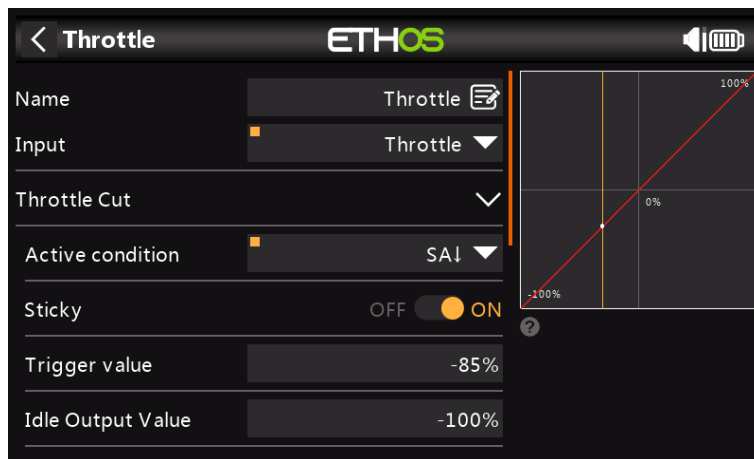 Throttle
ETHOS
Name
Throttle
Input
Throttle
Throttle Cut
Active condition
SA↓
Sticky
OFF
ON
Trigger value
-85%
Idle Output Value
-100%
100%
0%
-100%
?